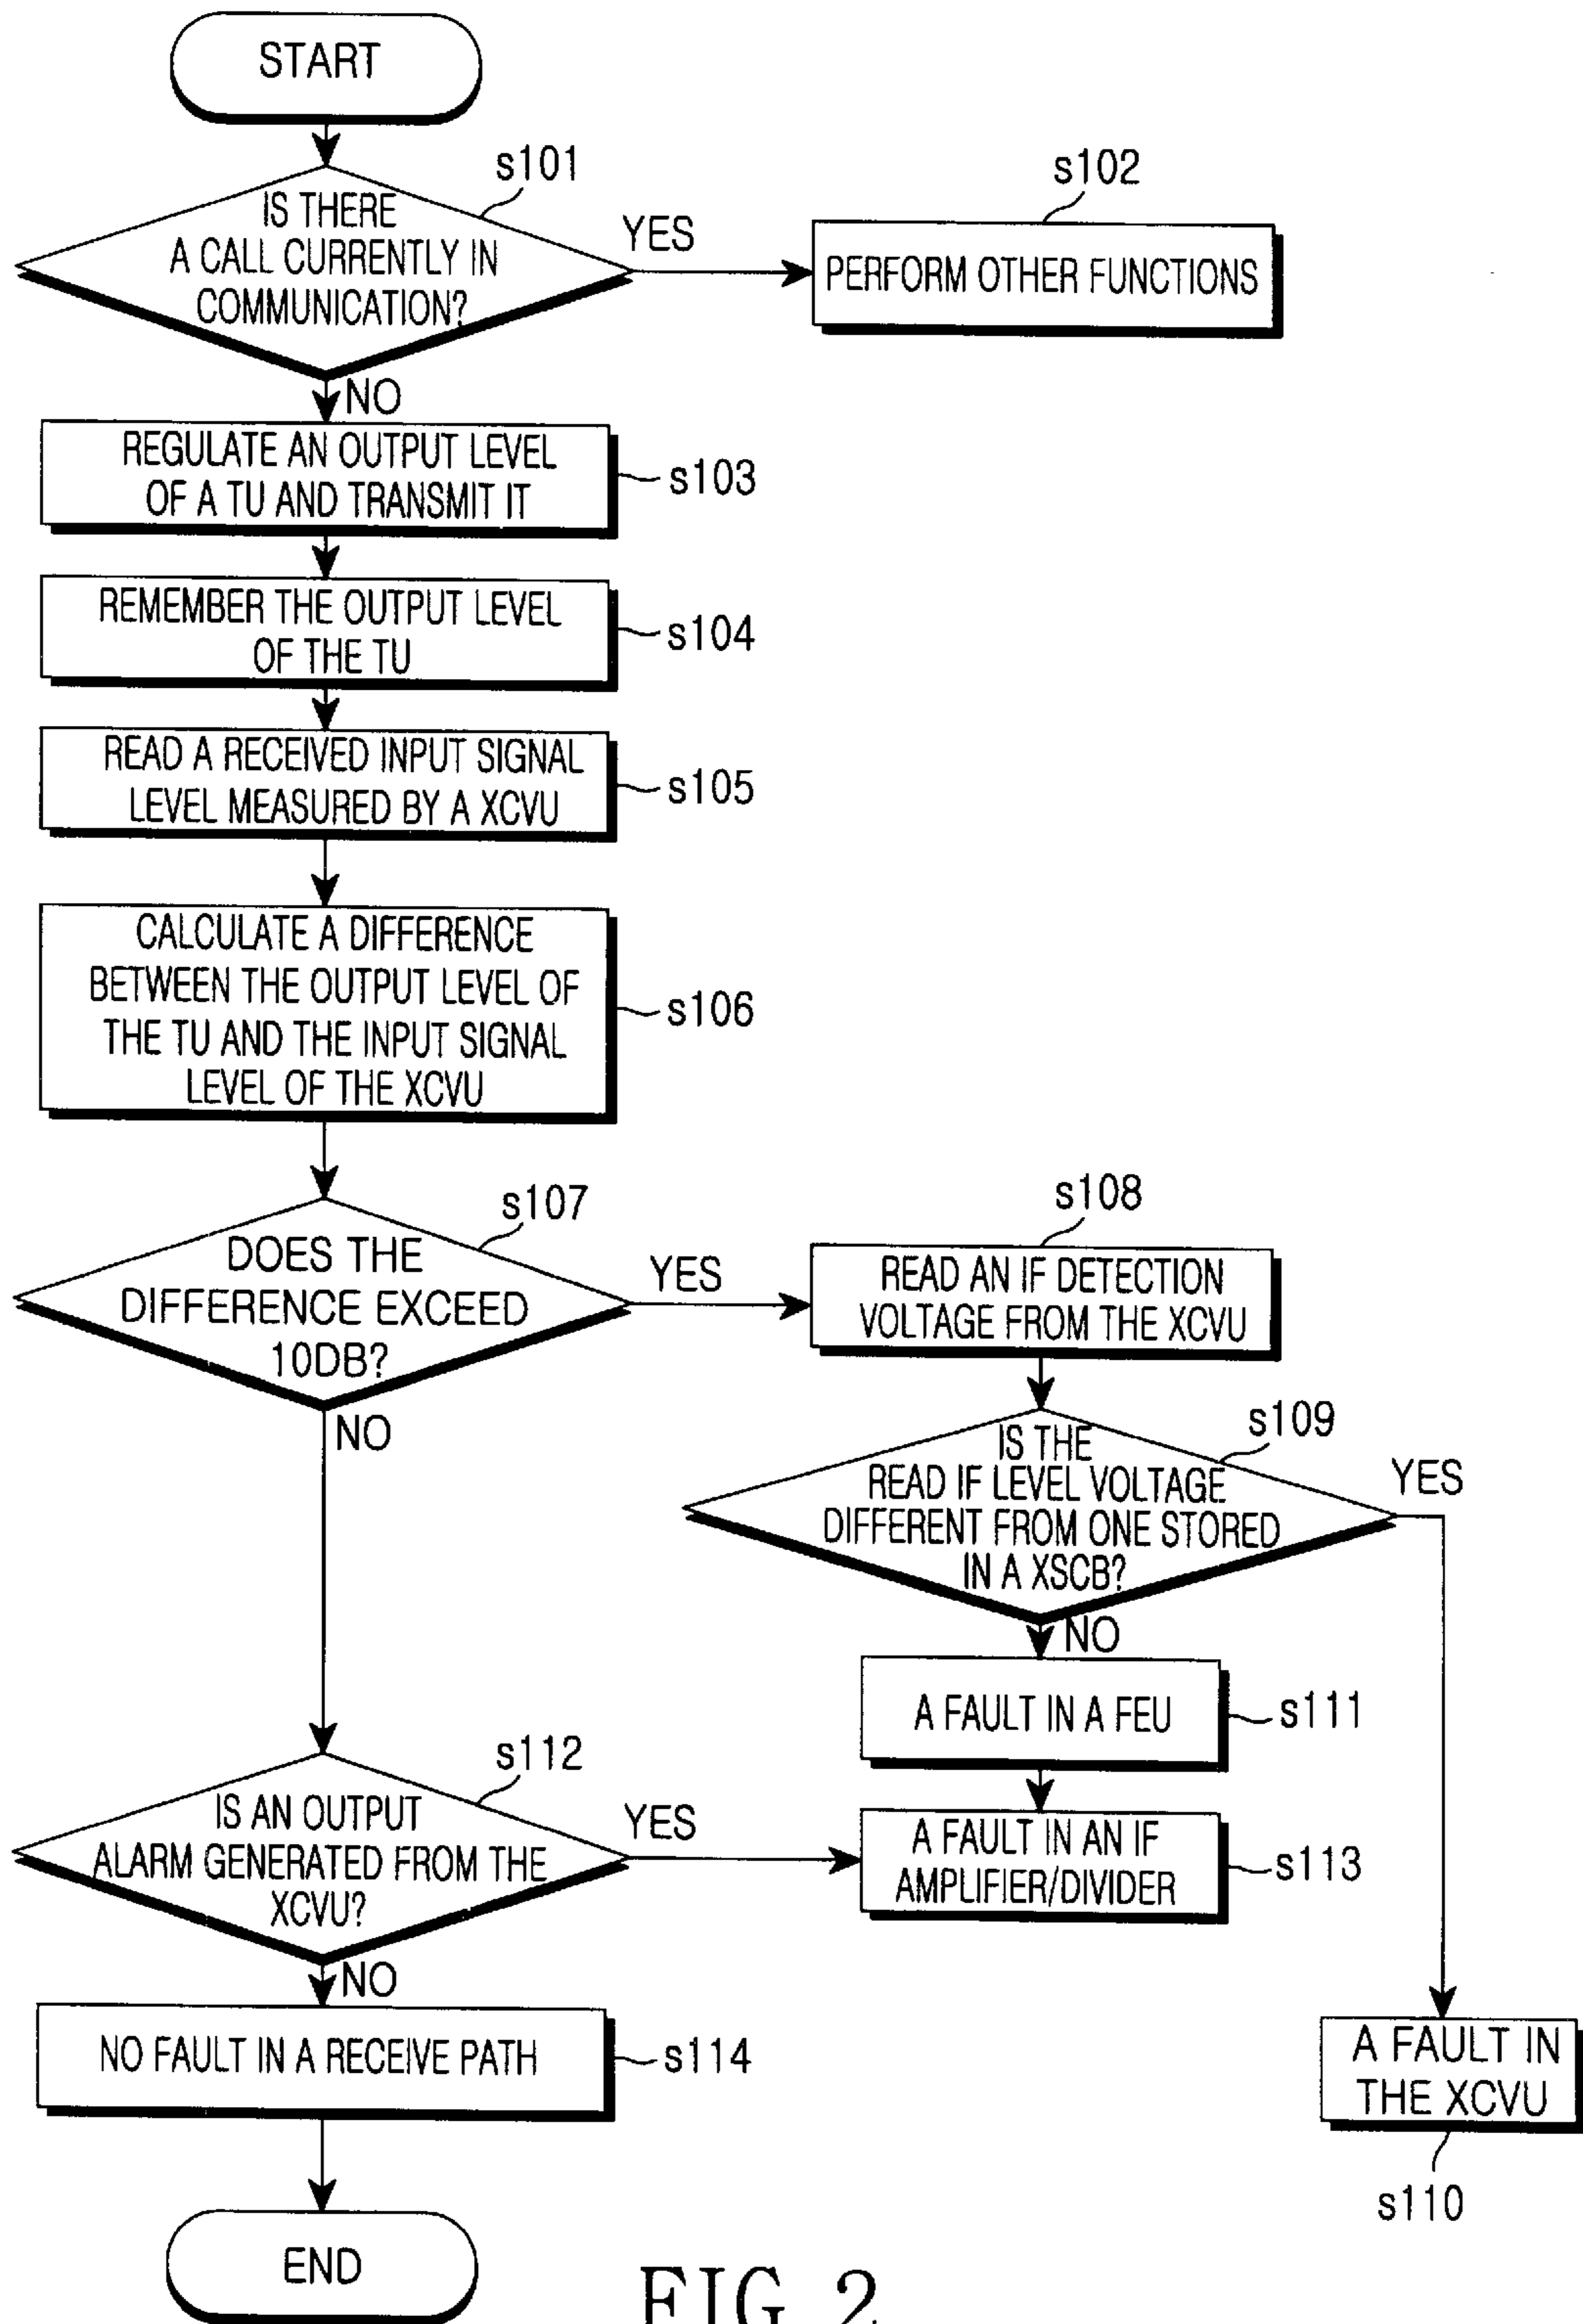 START
s101
IS THERE
A CALL CURRENTLY IN
COMMUNICATION?
YES
s102
PERFORM OTHER FUNCTIONS
NO
REGULATE AN OUTPUT LEVEL
OF A TU AND TRANSMIT IT
s103
REMEMBER THE OUTPUT LEVEL
OF THE TU
s104
READ A RECEIVED INPUT SIGNAL
LEVEL MEASURED BY A XCVU
s105
CALCULATE A DIFFERENCE
BETWEEN THE OUTPUT LEVEL OF
THE TU AND THE INPUT SIGNAL
LEVEL OF THE XCVU
s106
s107
DOES THE
DIFFERENCE EXCEED
10DB?
YES
s108
READ AN IF DETECTION
VOLTAGE FROM THE XCVU
NO
s109
IS THE
READ IF LEVEL VOLTAGE
DIFFERENT FROM ONE STORED
IN A XSCB?
YES
NO
A FAULT IN A FEU
s111
s112
IS AN OUTPUT
ALARM GENERATED FROM THE
XCVU?
YES
A FAULT IN AN IF
AMPLIFIER/DIVIDER
s113
NO
NO FAULT IN A RECEIVE PATH
s114
A FAULT IN
THE XCVU
s110
END
FIG. 2